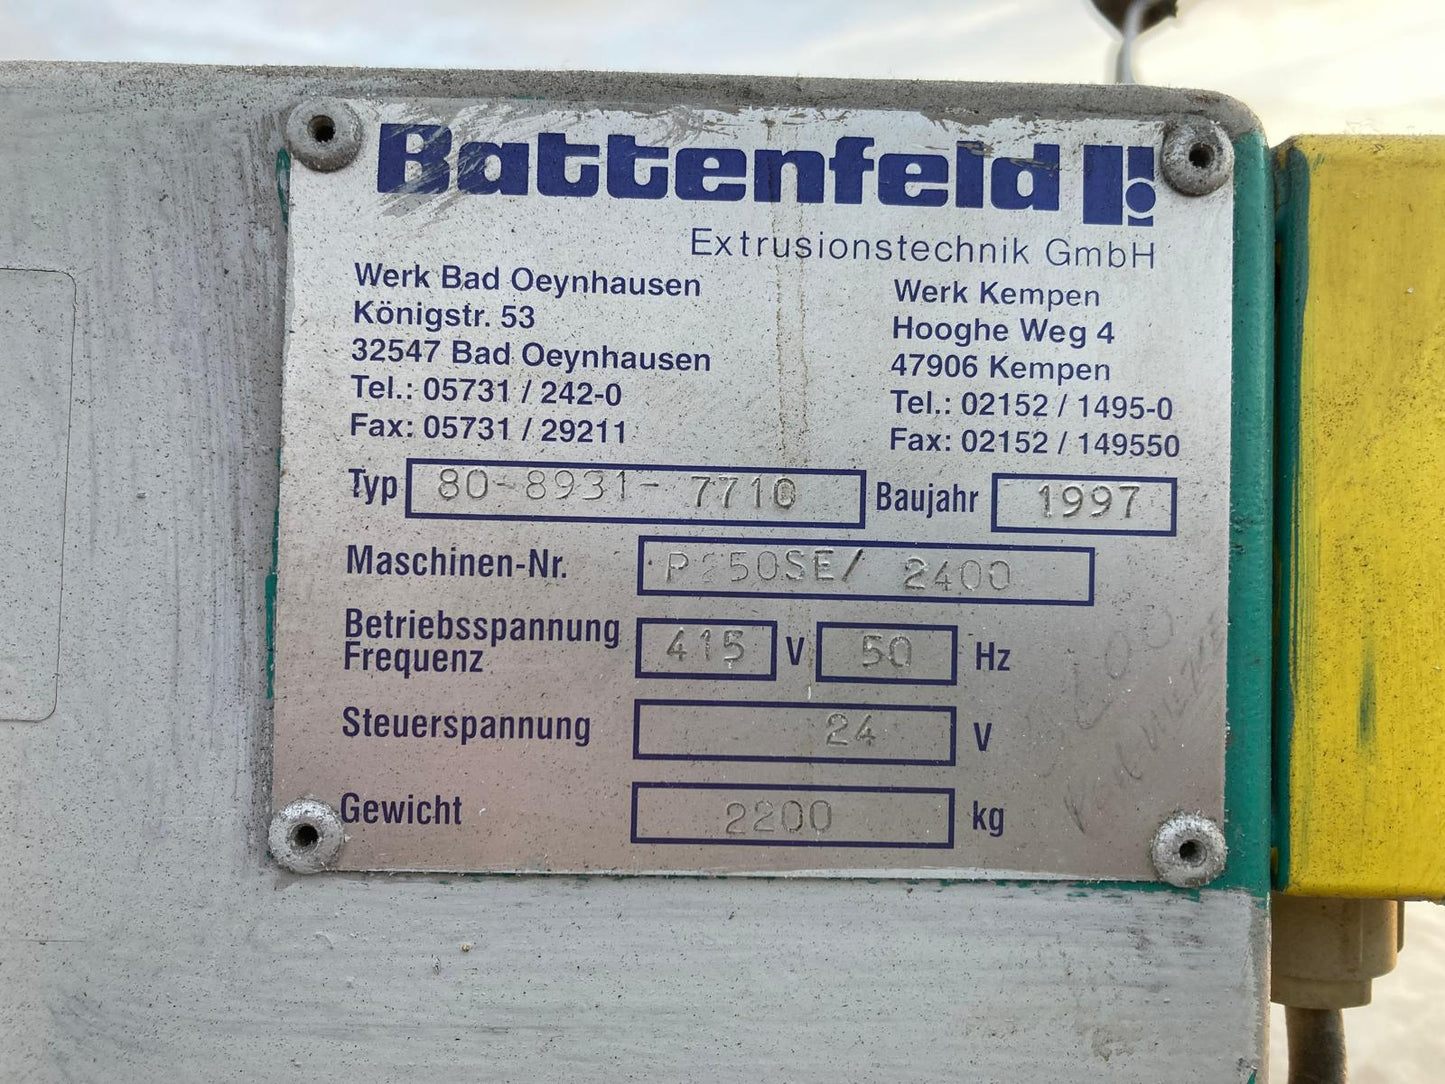 Battenfeld
Extrusionstechnik GmbH
Werk Bad Oeynhausen
Königstr. 53
32547 Bad Oeynhausen
Tel.: 05731 / 242-0
Fax: 05731 / 29211
Werk Kempen
Hooghe Weg 4
47906 Kempen
Tel.: 02152 / 1495-0
Fax: 02152 / 149550
Typ 80-8931- 7710 Baujahr 1997
Maschinen-Nr. 2400
Betriebsspannung
Frequenz 415 V 50 Hz
Steuerspannung 24 V
Gewicht 2200 kg